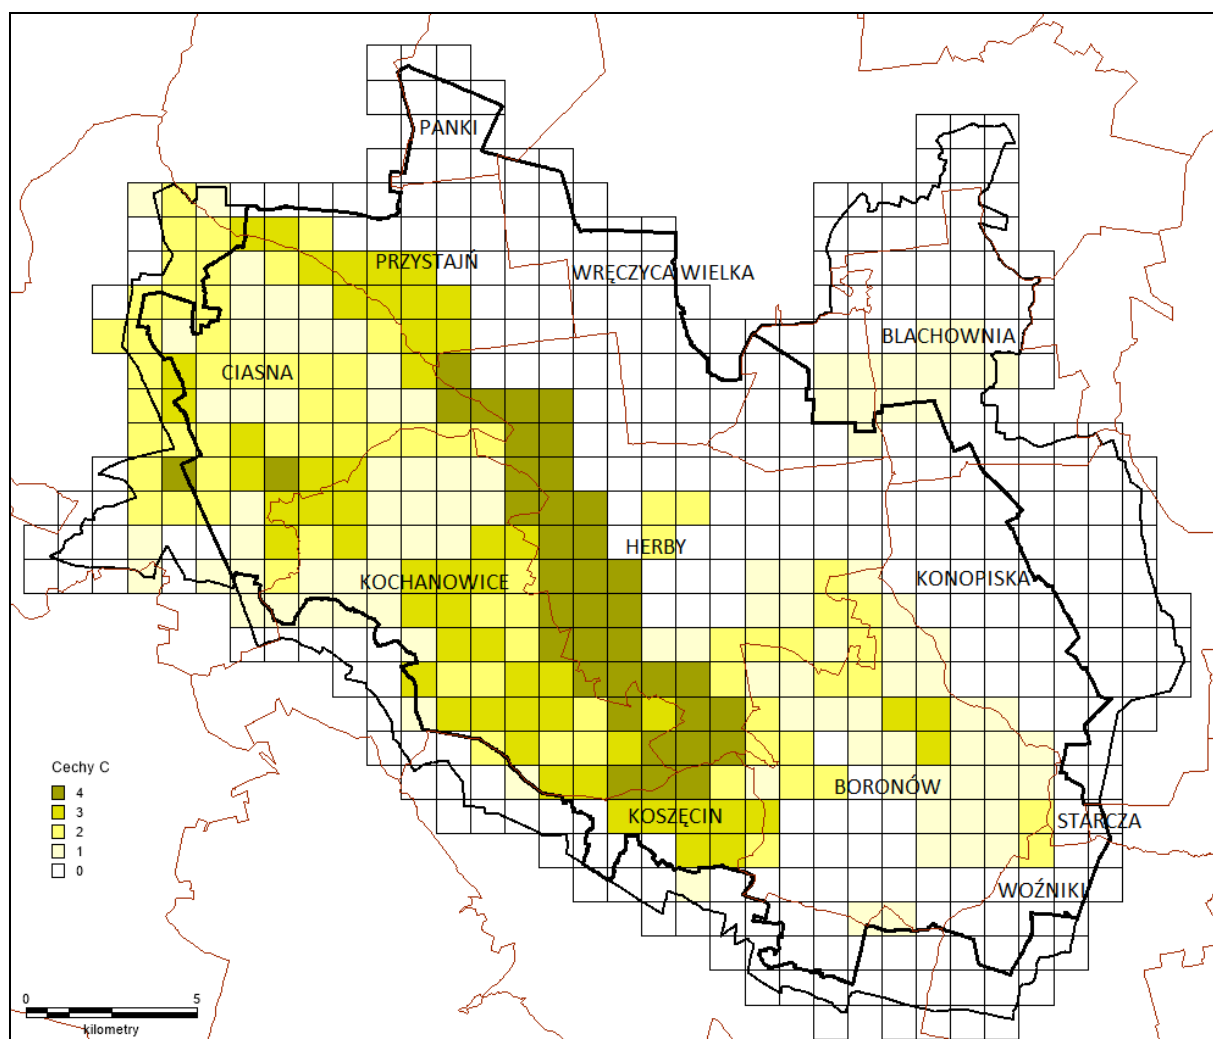 PANKI
PRZYSTAJŃ
WRĘCZYCA WIELKA
BLACHOWNIA
CIASNA
HERBY
KOCHANOWICE
KONOPISKA
BORONÓW
KOSZĘCIN
STARCZA
WOŹNIKI
Cechy C
4
3
2
1
0
0 5
kilometry